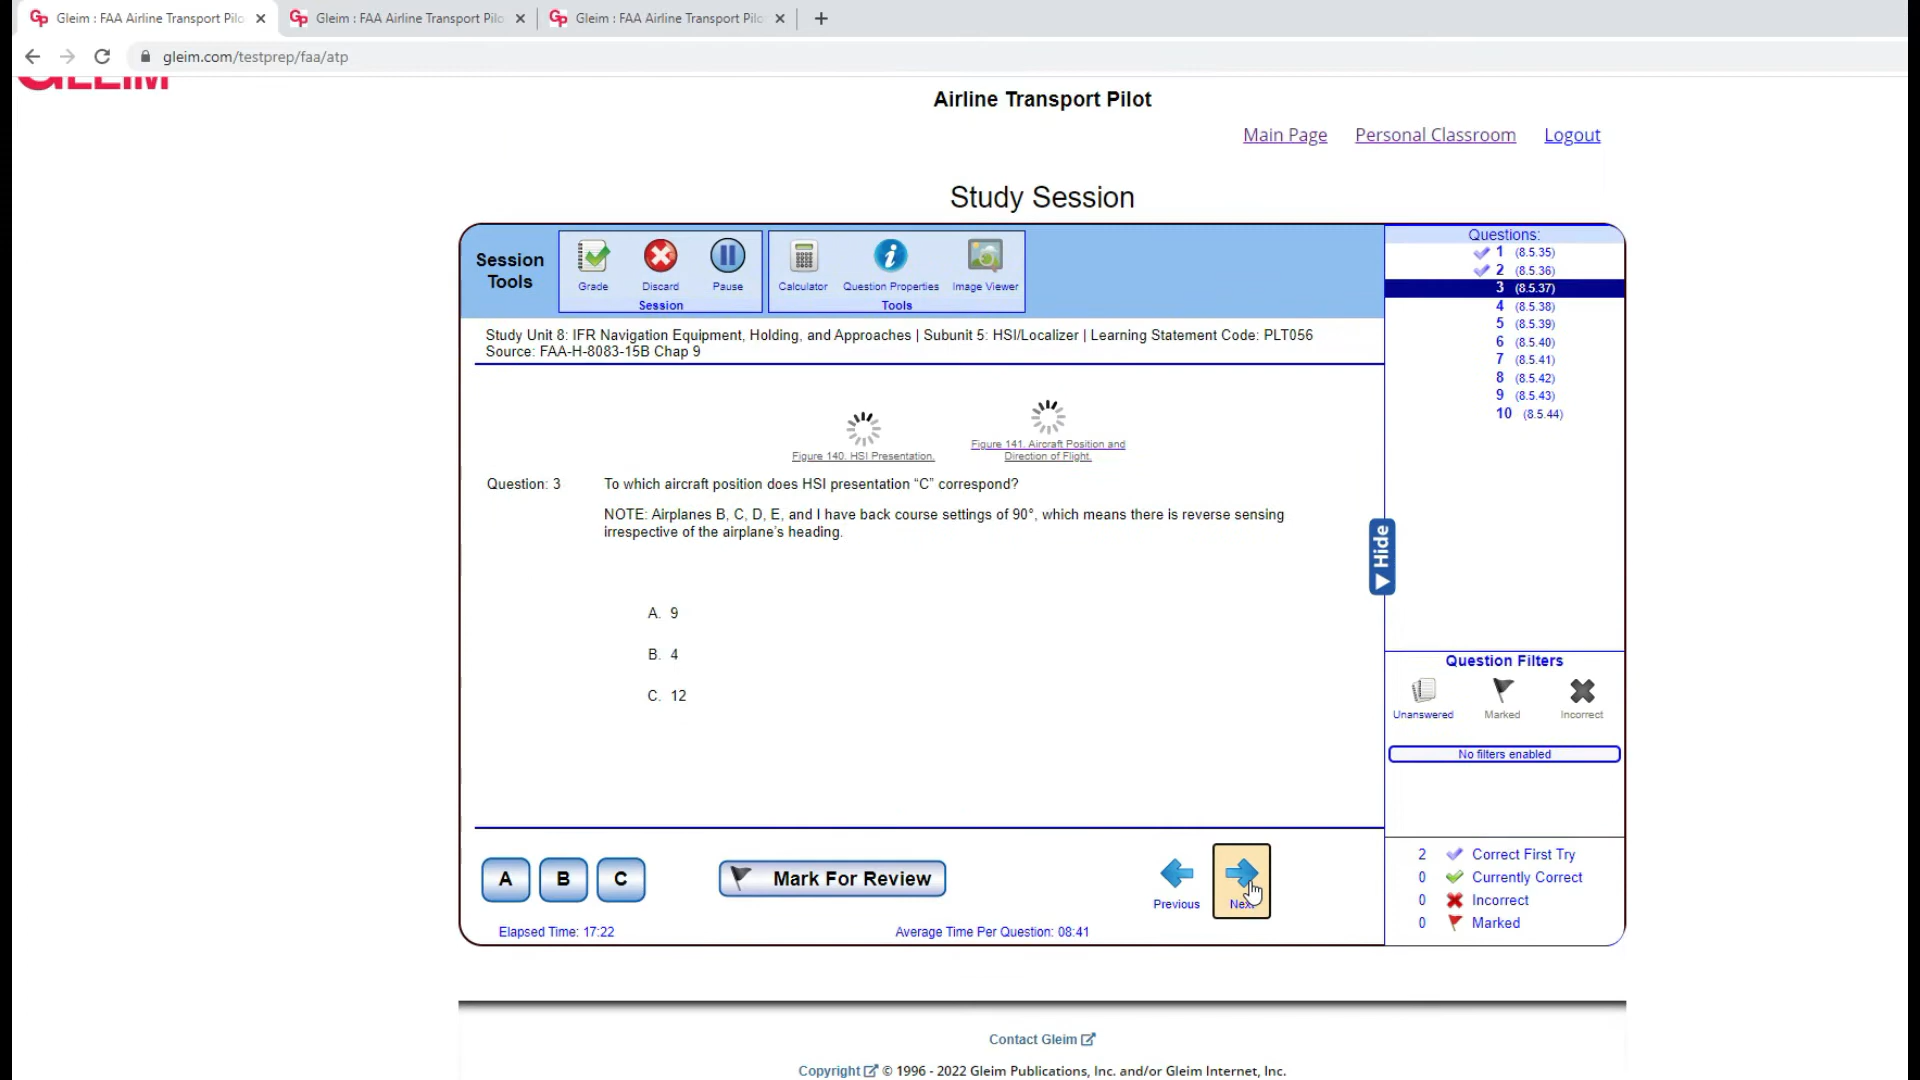 Gleim : FAA Airline Transport Pilo
Gleim : FAA Airline Transport Pilo
Gleim : FAA Airline Transport Pilo
gleim.com/testprep/faa/atp
GLEIM
Airline Transport Pilot
Main Page
Personal Classroom
Logout
Study Session
Session
Tools
Grade
Discard
Pause
Session
Calculator
Question Properties
Image Viewer
Tools
Study Unit 8: IFR Navigation Equipment, Holding, and Approaches | Subunit 5: HSI/Localizer | Learning Statement Code: PLT056
Source: FAA-H-8083-15B Chap 9
Figure 140. HSI Presentation.
Figure 141. Aircraft Position and
Direction of Flight.
Question: 3
To which aircraft position does HSI presentation “C” correspond?
NOTE: Airplanes B, C, D, E, and I have back course settings of 90°, which means there is reverse sensing
irrespective of the airplane’s heading.
A. 9
B. 4
C. 12
A
B
C
Mark For Review
Previous
Next
Elapsed Time: 17:22
Average Time Per Question: 08:41
Questions:
1 (8.5.35)
2 (8.5.36)
3 (8.5.37)
4 (8.5.38)
5 (8.5.39)
6 (8.5.40)
7 (8.5.41)
8 (8.5.42)
9 (8.5.43)
10 (8.5.44)
Hide
Question Filters
Unanswered
Marked
Incorrect
No filters enabled
2 Correct First Try
0 Currently Correct
0 Incorrect
0 Marked
Contact Gleim
Copyright © 1996 - 2022 Gleim Publications, Inc. and/or Gleim Internet, Inc.